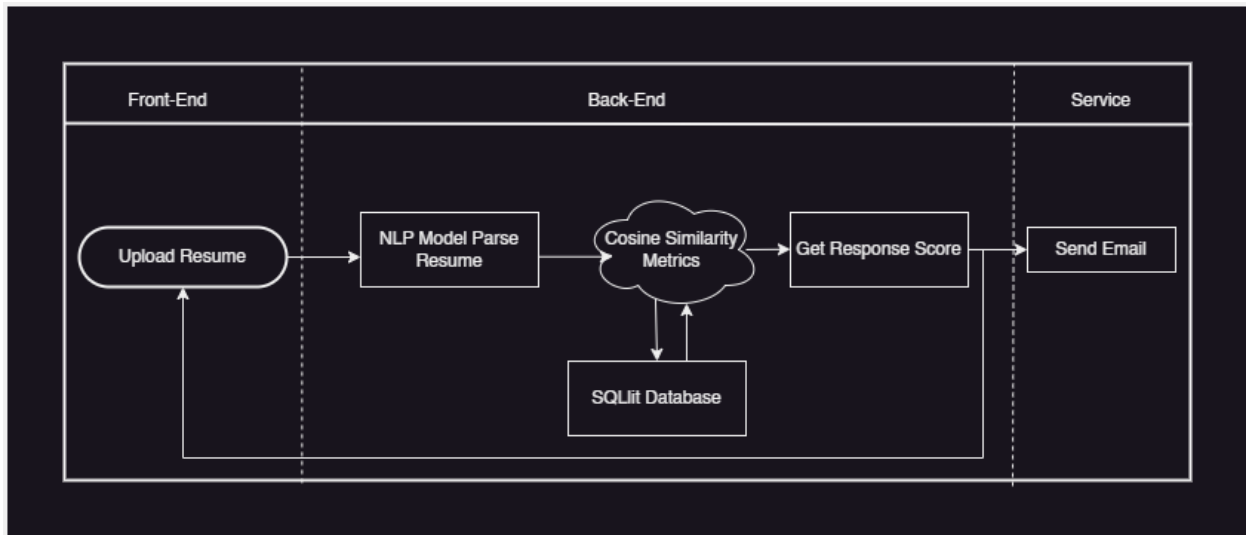 Front-End
Back-End
Service
Upload Resume
NLP Model Parse
Resume
Cosine Similarity
Metrics
Get Response Score
Send Email
SQLlit Database